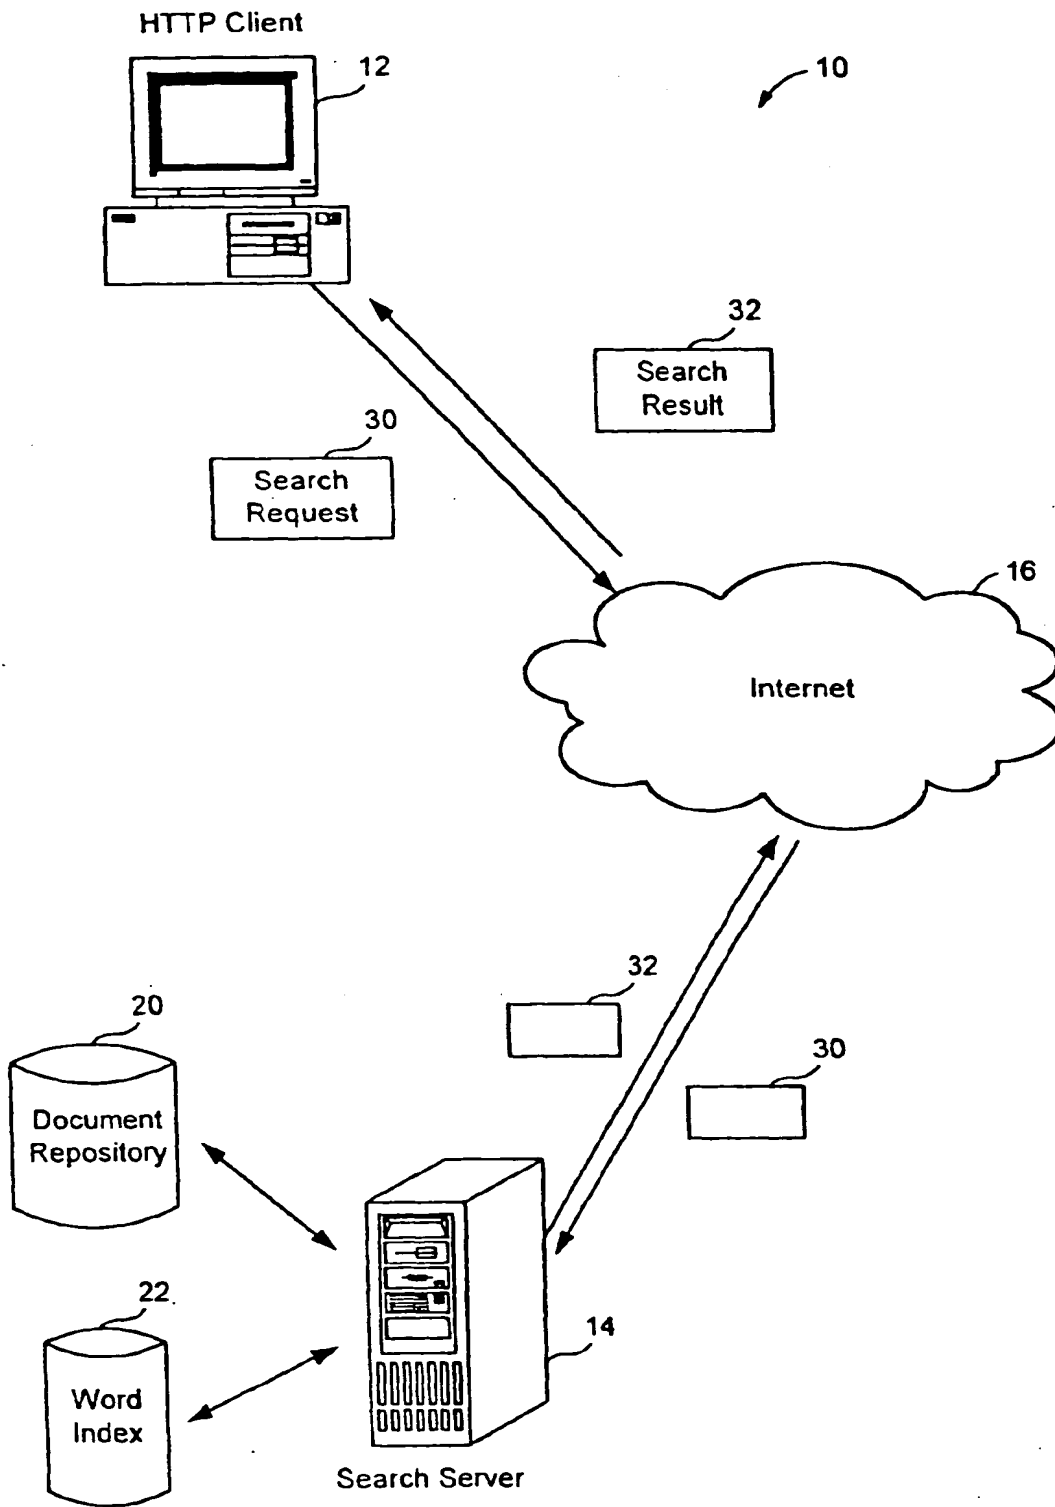 HTTP Client
12
10
32
Search
Result
30
Search
Request
16
Internet
32
20
30
Document
Repository
22
14
Word
Index
Search Server